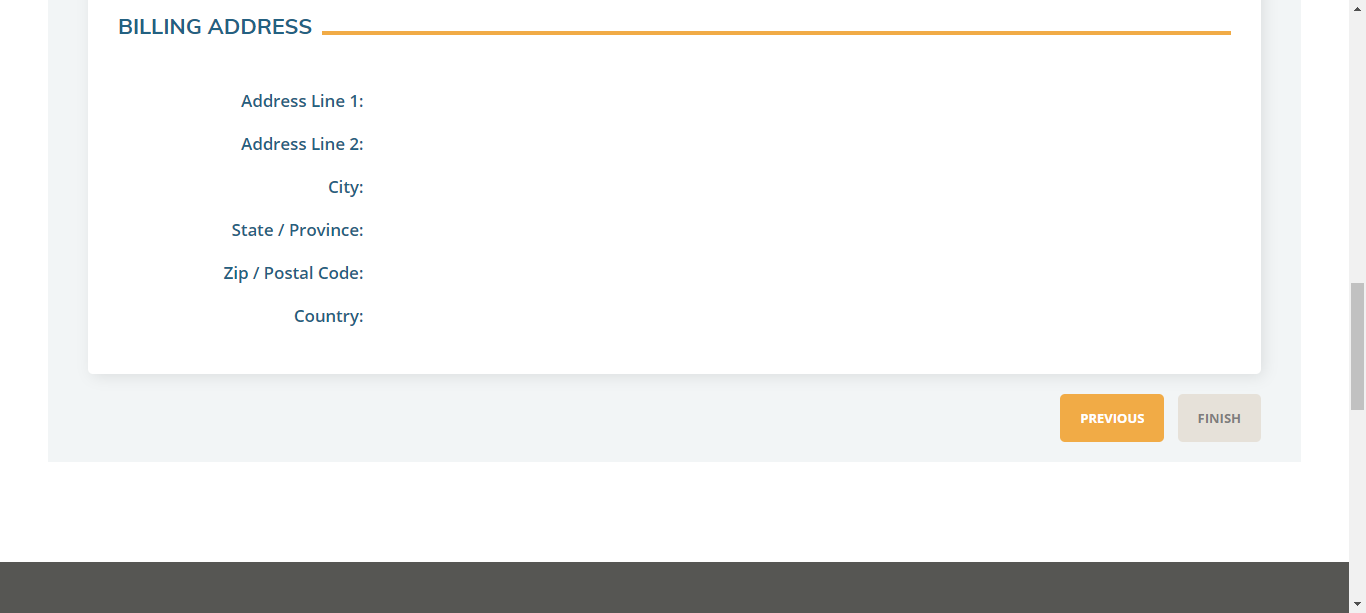 BILLING ADDRESS
Address Line 1:
Address Line 2:
City:
State / Province:
Zip / Postal Code:
Country:
PREVIOUS FINISH